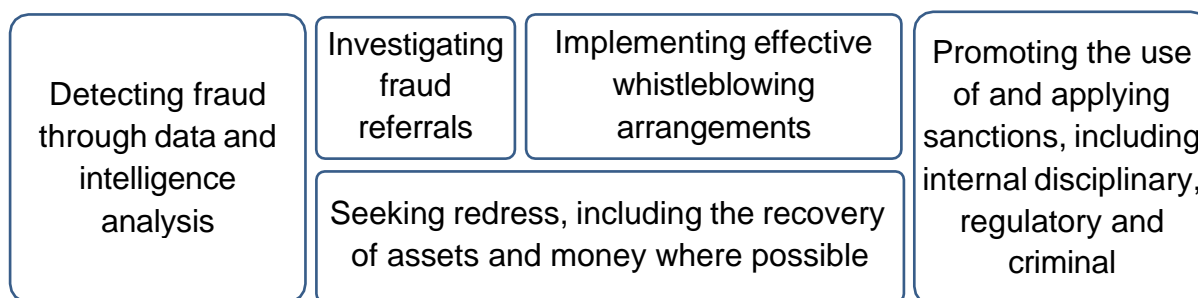 Detecting fraud
through data and
intelligence
analysis
Investigating
fraud
referrals
Implementing effective
whistleblowing
arrangements
Seeking redress, including the recovery
of assets and money where possible
Promoting the use
of and applying
sanctions, including
internal disciplinary,
regulatory and
criminal